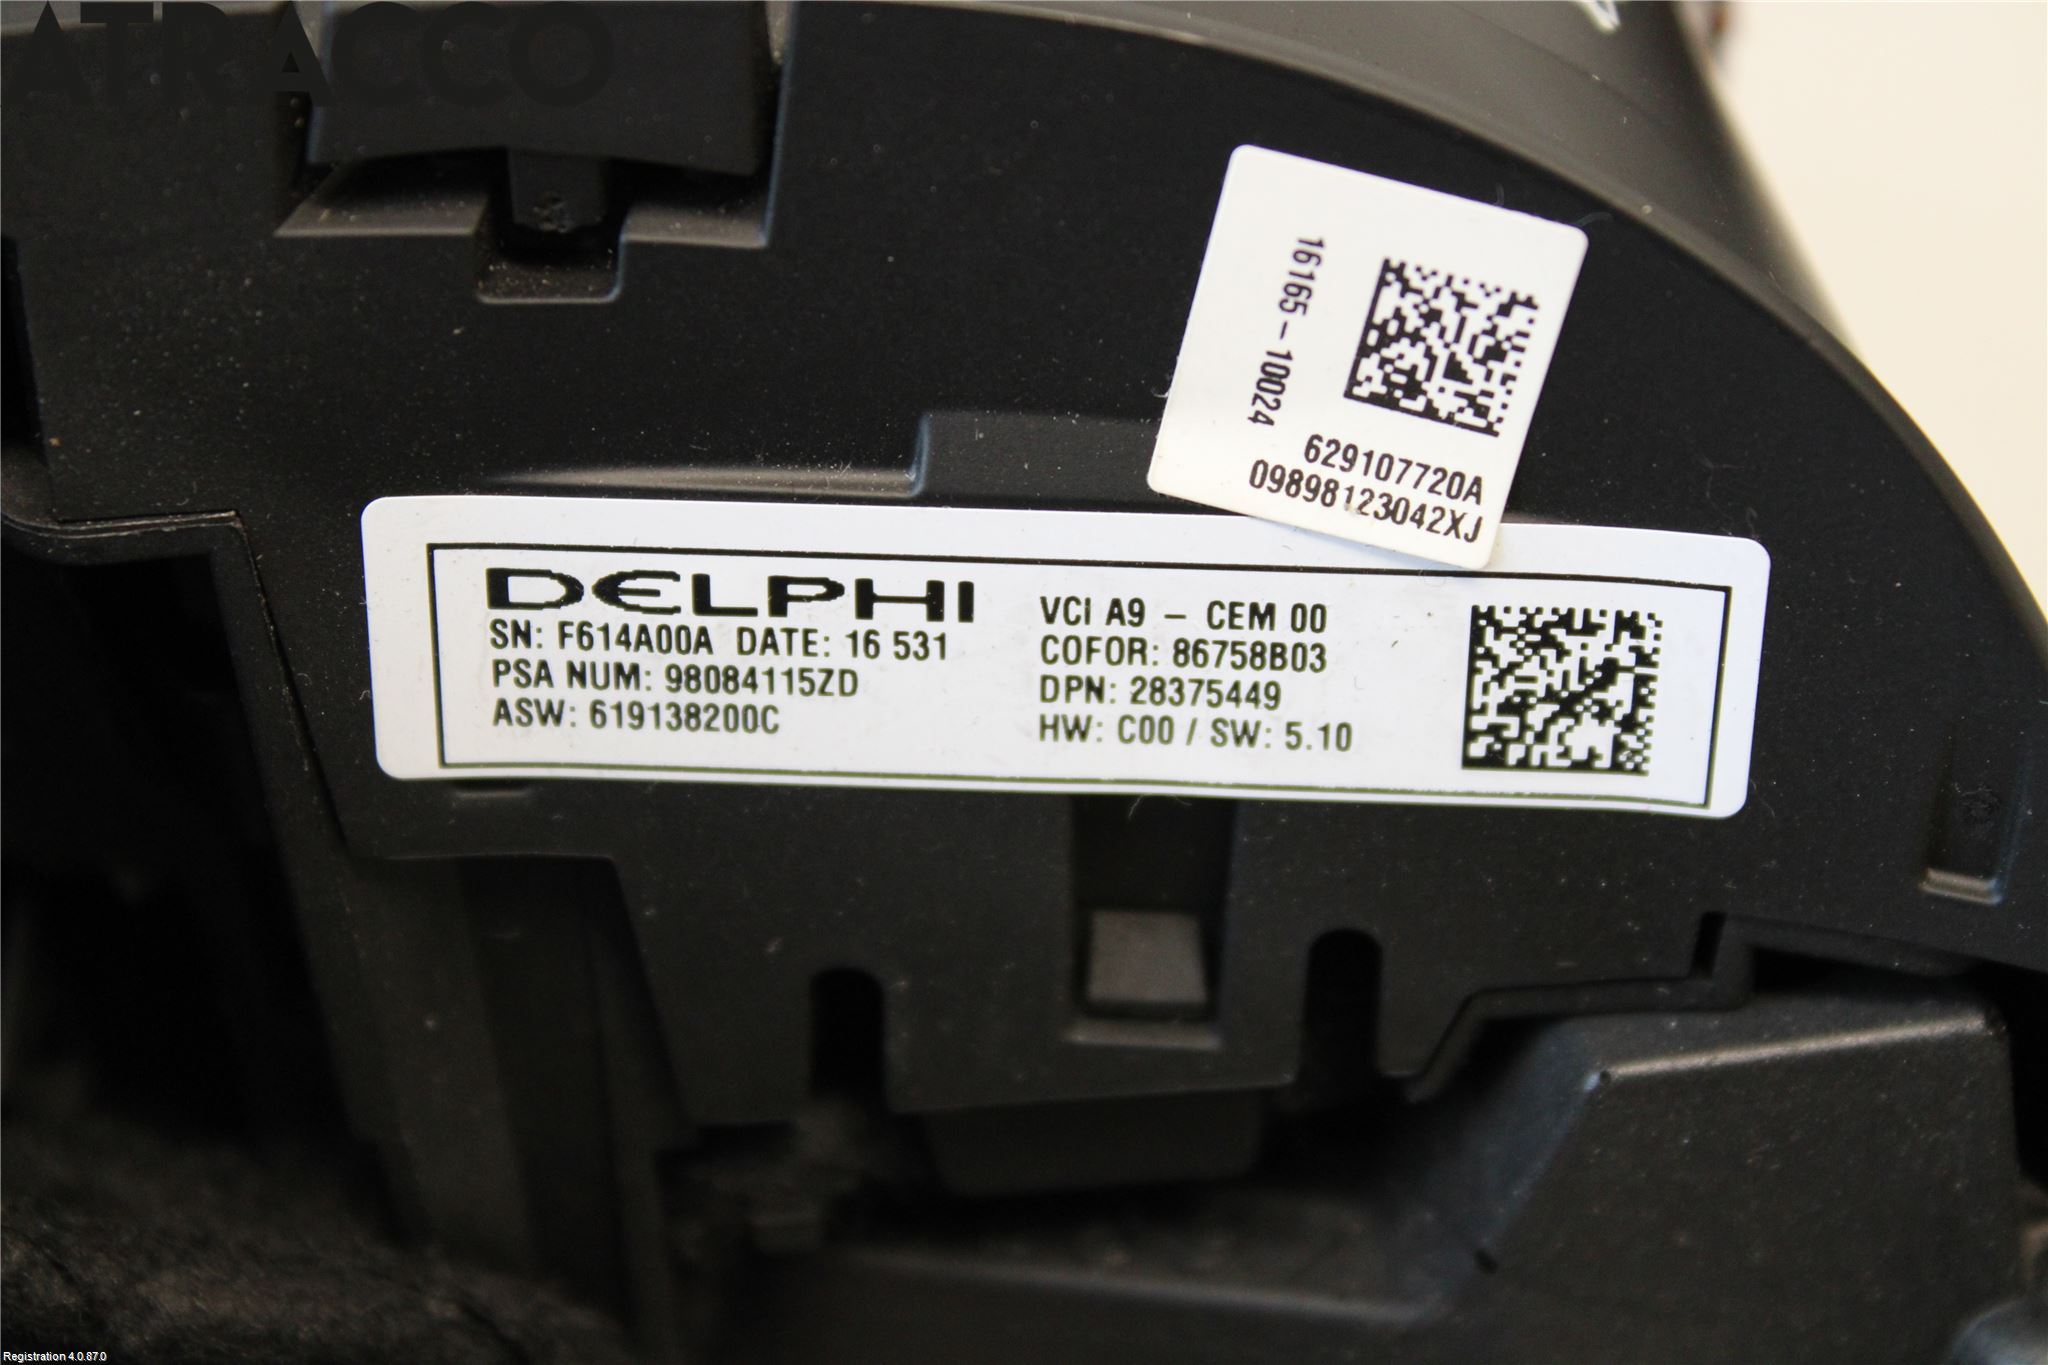 ATRACCO
16165-10024
629107720A
09898123042XJ
DELPHI
SN: F614A00A DATE: 16 531
PSA NUM: 98084115ZD
ASW: 619138200C
VCI A9 - CEM 00
COFOR: 86758B03
DPN: 28375449
HW: C00 / SW: 5.10
Registration 4.0.87.0